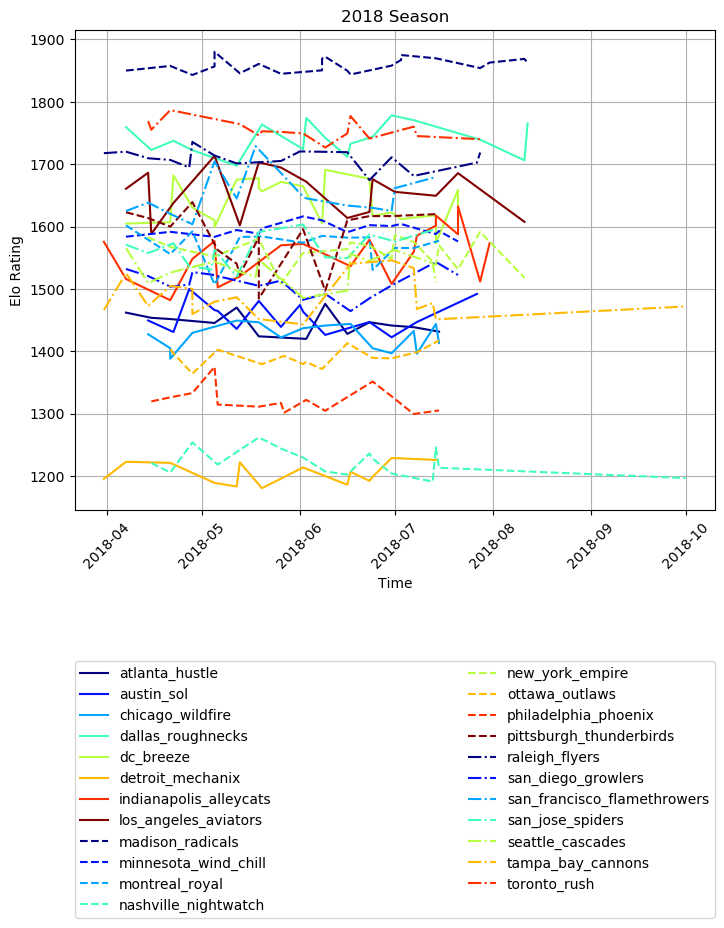 2018 Season
1900
1800
1700
1600
1500
1400
1300
1200
Elo Rating
2018-04
2018-05
2018-06
2018-07
2018-08
2018-09
2018-10
Time
atlanta_hustle
austin_sol
chicago_wildfire
dallas_roughnecks
dc_breeze
detroit_mechanix
indianapolis_alleycats
los_angeles_aviators
madison_radicals
minnesota_wind_chill
montreal_royal
nashville_nightwatch
new_york_empire
ottawa_outlaws
philadelphia_phoenix
pittsburgh_thunderbirds
raleigh_flyers
san_diego_growlers
san_francisco_flamethrowers
san_jose_spiders
seattle_cascades
tampa_bay_cannons
toronto_rush